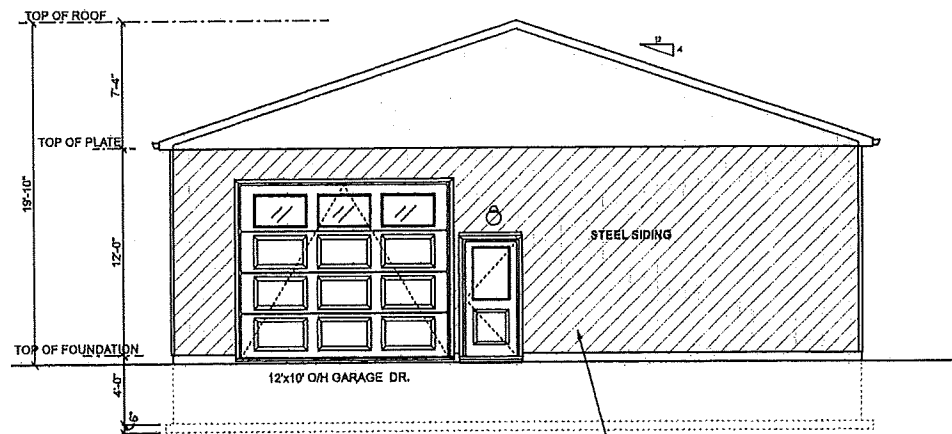 TOP OF ROOF
12
4
7'-4"
TOP OF PLATE
19'-10"
12'-0"
STEEL SIDING
TOP OF FOUNDATION
12'x10' O/H GARAGE DR.
4'-0"